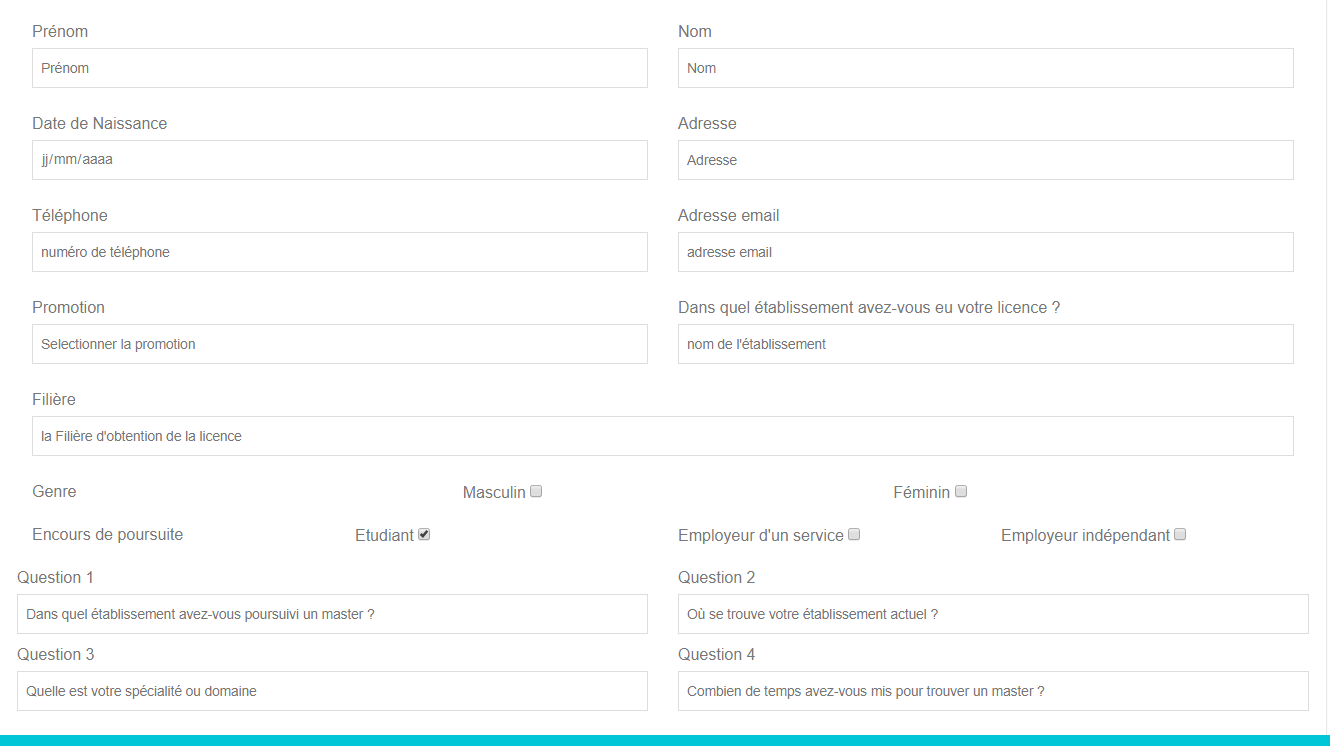 Prénom
Nom
Prénom
Nom
Date de Naissance
Adresse
jj/mm/aaaa
Adresse
Téléphone
Adresse email
numéro de téléphone
adresse email
Promotion
Dans quel établissement avez-vous eu votre licence ?
Selectionner la promotion
nom de l'établissement
Filière
la Filière d'obtention de la licence
Genre
Masculin
Féminin
Encours de poursuite
Etudiant
Employeur d'un service
Employeur indépendant
Question 1
Question 2
Dans quel établissement avez-vous poursuivi un master ?
Où se trouve votre établissement actuel ?
Question 3
Question 4
Quelle est votre spécialité ou domaine
Combien de temps avez-vous mis pour trouver un master ?